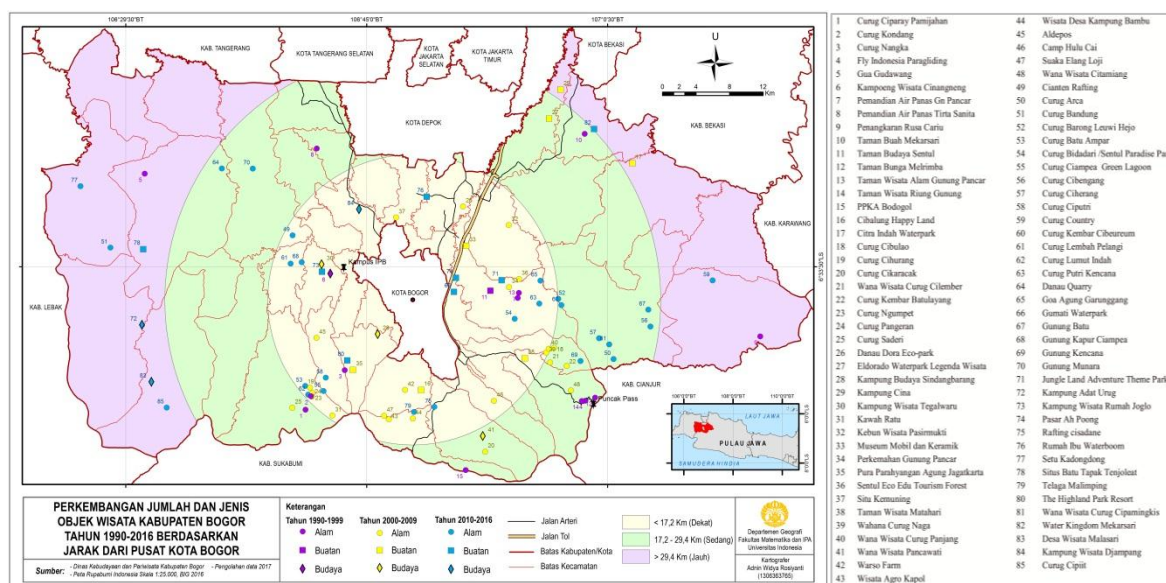 106°29'30"BT
106°49'0"BT
107°9'30"BT
KAB. TANGERANG
KOTA TANGERANG SELATAN
KOTA
JAKARTA
SELATAN
KOTA JAKARTA
TIMUR
KOTA BEKASI
U
0 2 4 8 12
Km
KOTA DEPOK
KAB. BEKASI
KAB. KARAWANG
KAB. LEBAK
Kampus IPB
KOTA BOGOR
KAB. CIANJUR
Puncak Pass
KAB. SUKABUMI
6°33'30"LS
LAUT JAWA
PULAU JAWA
SAMUDERA HINDIA
PERKEMBANGAN JUMLAH DAN JENIS
OBJEK WISATA KABUPATEN BOGOR
TAHUN 1990-2016 BERDASARKAN
JARAK DARI PUSAT KOTA BOGOR
Sumber: - Dinas Kebudayaan dan Pariwisata Kabupaten Bogor - Pengolahan data 2017
- Peta Rupabumi Indonesia Skala 1:25.000, BIG 2016
Keterangan
Tahun 1990-1999 Tahun 2000-2009 Tahun 2010-2016
Alam Alam Alam
Buatan Buatan Buatan
Budaya Budaya Budaya
Jalan Arteri
Jalan Tol
Batas Kabupaten/Kota
Batas Kecamatan
< 17,2 Km (Dekat)
17,2 - 29,4 Km (Sedang)
> 29,4 Km (Jauh)
Departemen Geografi
Fakultas Matematika dan IPA
Universitas Indonesia
Kartografer
Adnin Widya Rosiyanti
(1306363765)
1 Curug Ciparay Pamijahan
2 Curug Kondang
3 Curug Nangka
4 Fly Indonesia Paragliding
5 Gua Gudawang
6 Kampoeng Wisata Cinangneng
7 Pemandian Air Panas Gn Pancar
8 Pemandian Air Panas Tirta Sanita
9 Penangkaran Rusa Cariu
10 Taman Buah Mekarsari
11 Taman Budaya Sentul
12 Taman Bunga Melrimba
13 Taman Wisata Alam Gunung Pancar
14 Taman Wisata Riung Gunung
15 PPKA Bodogol
16 Cibalung Happy Land
17 Citra Indah Waterpark
18 Curug Cibulao
19 Curug Cihurang
20 Curug Cikaracak
21 Wana Wisata Curug Cilember
22 Curug Kembar Batulayang
23 Curug Ngumpet
24 Curug Pangeran
25 Curug Saderi
26 Danau Dora Eco-park
27 Eldorado Waterpark Legenda Wisata
28 Kampung Budaya Sindangbarang
29 Kampung Cina
30 Kampung Wisata Tegalwaru
31 Kawah Ratu
32 Kebun Wisata Pasirmukti
33 Museum Mobil dan Keramik
34 Perkemahan Gunung Pancar
35 Pura Parahyangan Agung Jagatkarta
36 Sentul Eco Edu Tourism Forest
37 Situ Kemuning
38 Taman Wisata Matahari
39 Wahana Curug Naga
40 Wana Wisata Curug Panjang
41 Wana Wisata Pancawati
42 Warso Farm
43 Wisata Agro Kapol
44 Wisata Desa Kampung Bambu
45 Aldepos
46 Camp Hulu Cai
47 Suaka Elang Loji
48 Wana Wisata Citamiang
49 Cianten Rafting
50 Curug Arca
51 Curug Bandung
52 Curug Barong Leuwi Hejo
53 Curug Batu Ampar
54 Curug Bidadari /Sentul Paradise Pa
55 Curug Ciampea Green Lagoon
56 Curug Cibengang
57 Curug Ciherang
58 Curug Ciputri
59 Curug Country
60 Curug Kembar Cibeureum
61 Curug Lembah Pelangi
62 Curug Lumut Indah
63 Curug Putri Kencana
64 Danau Quarry
65 Goa Agung Garunggang
66 Gumati Waterpark
67 Gunung Batu
68 Gunung Kapur Ciampea
69 Gunung Kencana
70 Gunung Munara
71 Jungle Land Adventure Theme Park
72 Kampung Adat Urug
73 Kampung Wisata Rumah Joglo
74 Pasar Ah Poong
75 Rafting cisadane
76 Rumah Ibu Waterboom
77 Setu Kadongdong
78 Situs Batu Tapak Tenjoleat
79 Telaga Malimping
80 The Highland Park Resort
81 Wana Wisata Curug Cipamingkis
82 Water Kingdom Mekarsari
83 Desa Wisata Malasari
84 Kampung Wisata Djampang
85 Curug Cipiit